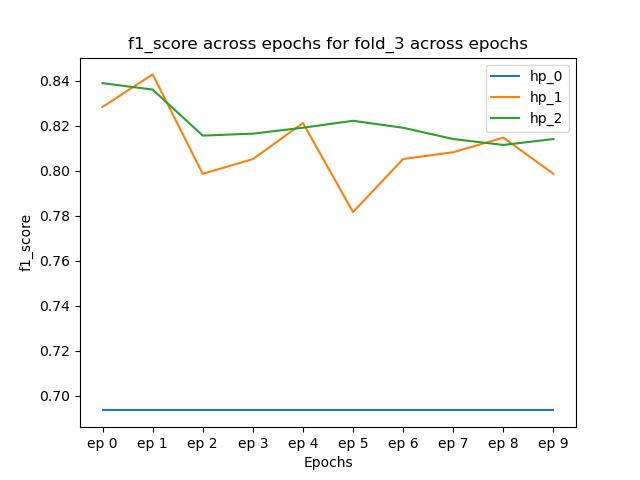 f1_score across epochs for fold_3 across epochs
hp_0
hp_1
hp_2
f1_score
0.84
0.82
0.80
0.78
0.76
0.74
0.72
0.70
ep 0 ep 1 ep 2 ep 3 ep 4 ep 5 ep 6 ep 7 ep 8 ep 9
Epochs